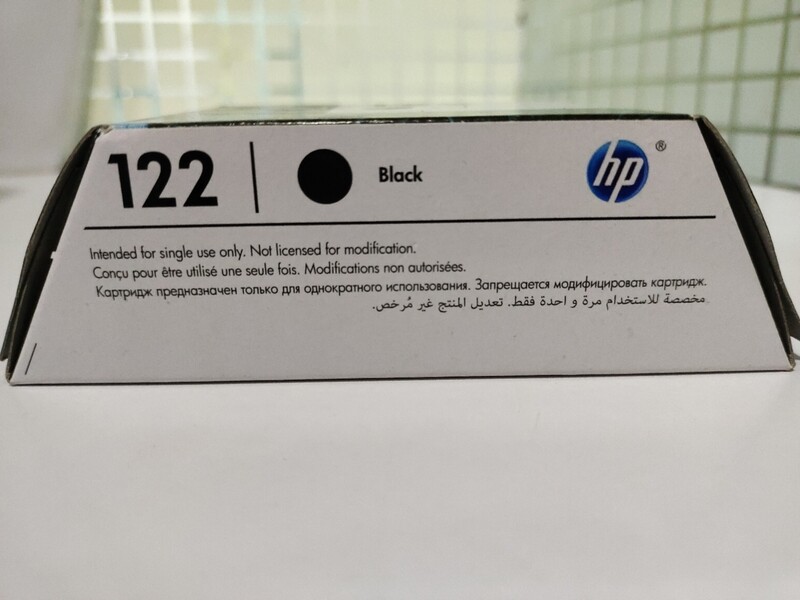 122 Black hp ®
Intended for single use only. Not licensed for modification.
Conçu pour être utilisé une seule fois. Modifications non autorisées.
Картридж предназначен только для однократного использования. Запрещается модифицировать картридж.
مخصصة للاستخدام مرة و احدة فقط. تعديل المنتج غير مُرخص.